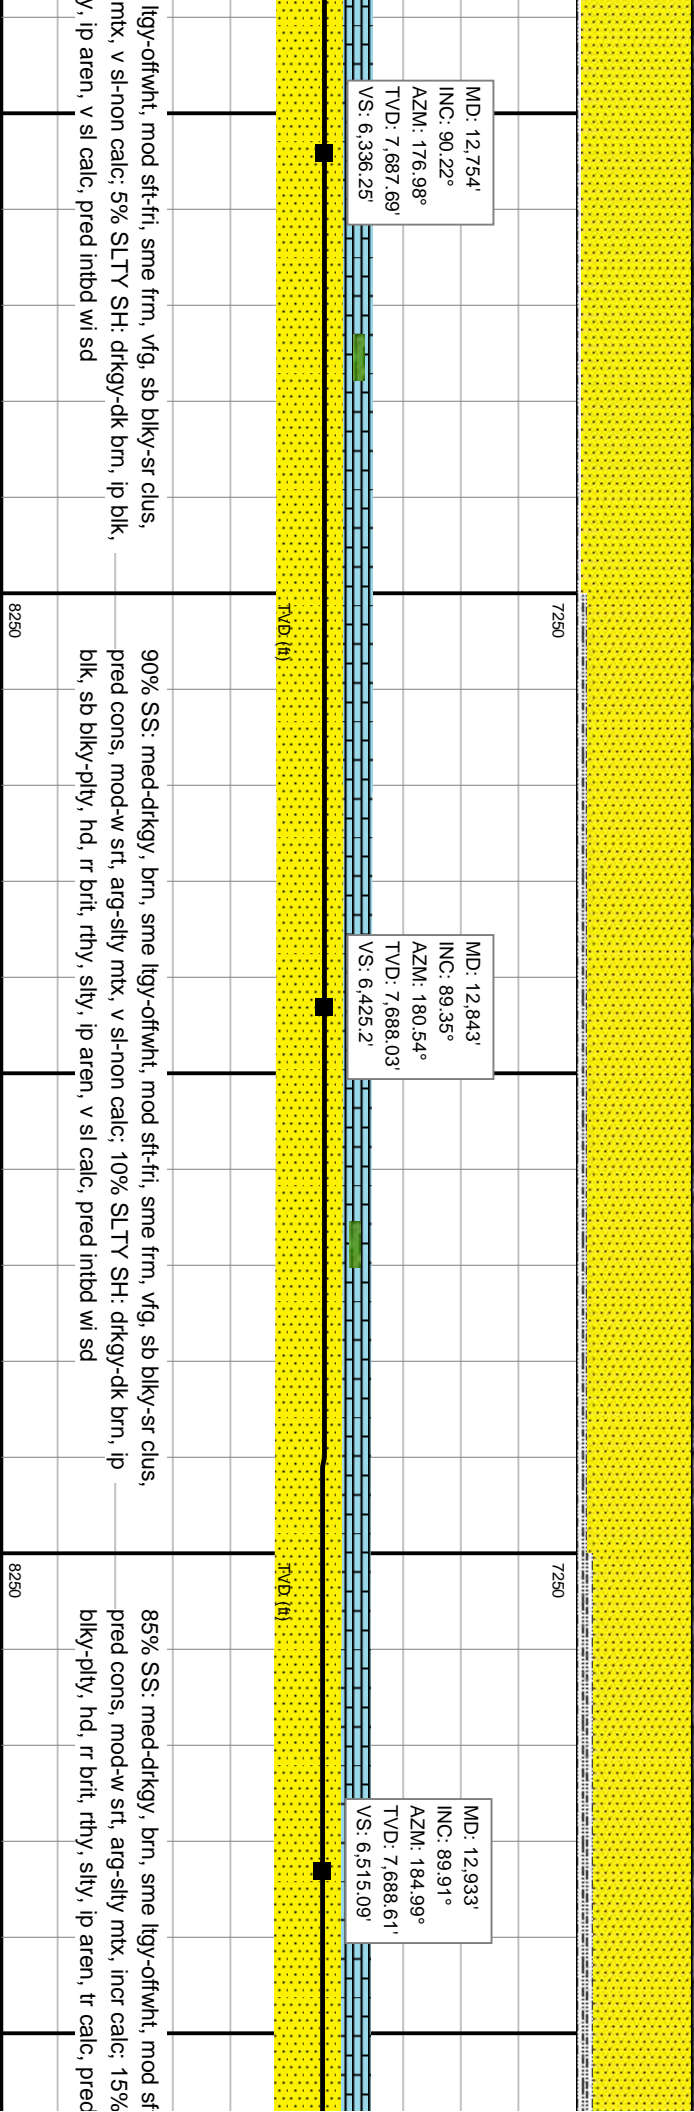 ltgy-offwht, mod sft-fri, sme frm, vfg, sb blky-sr clus,
mtx, v sl-non calc; 5% SLTY SH: drkgy-dk brn, ip blk,
y, ip aren, v sl calc, pred intbd wi sd
MD: 12,754'
INC: 90.22°
AZM: 176.98°
TVD: 7,687.69'
VS: 6,336.25'
7250
TVD (ft)
8250
90% SS: med-drkgy, brn, sme ltgy-offwht, mod sft-fri, sme frm, vfg, sb blky-sr clus,
pred cons, mod-w srt, arg-slty mtx, v sl-non calc; 10% SLTY SH: drkgy-dk brn, ip
blk, sb blky-plty, hd, rr brit, rthy, slty, ip aren, v sl calc, pred intbd wi sd
MD: 12,843'
INC: 89.35°
AZM: 180.54°
TVD: 7,688.03'
VS: 6,425.2'
7250
TVD (ft)
8250
85% SS: med-drkgy, brn, sme ltgy-offwht, mod sf
pred cons, mod-w srt, arg-slty mtx, incr calc; 15%
blky-plty, hd, rr brit, rthy, slty, ip aren, tr calc, pred
MD: 12,933'
INC: 89.91°
AZM: 184.99°
TVD: 7,688.61'
VS: 6,515.09'